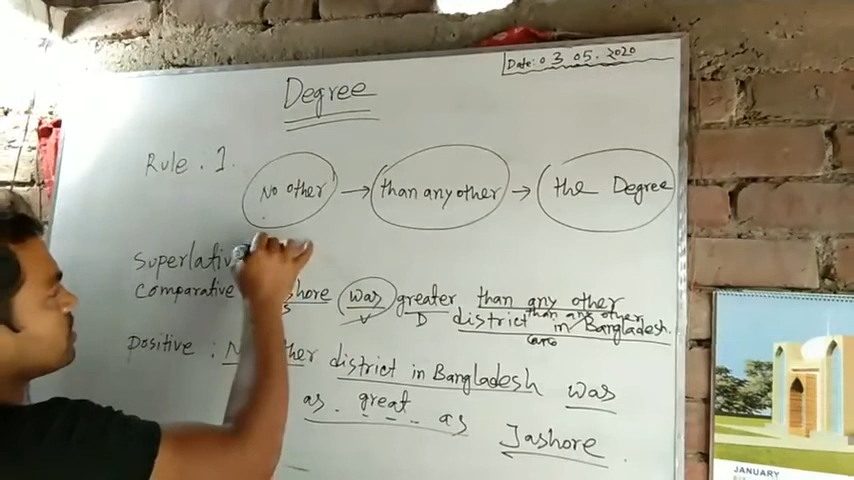 Date: 03.05.2020
Degree
Rule. 1. No other → than any other → the Degree
Superlative
Comparative Jashore was greater than any other
than any other
S V D district in Bangladesh.
Positive : No other district in Bangladesh was
as great as Jashore.
JANUARY